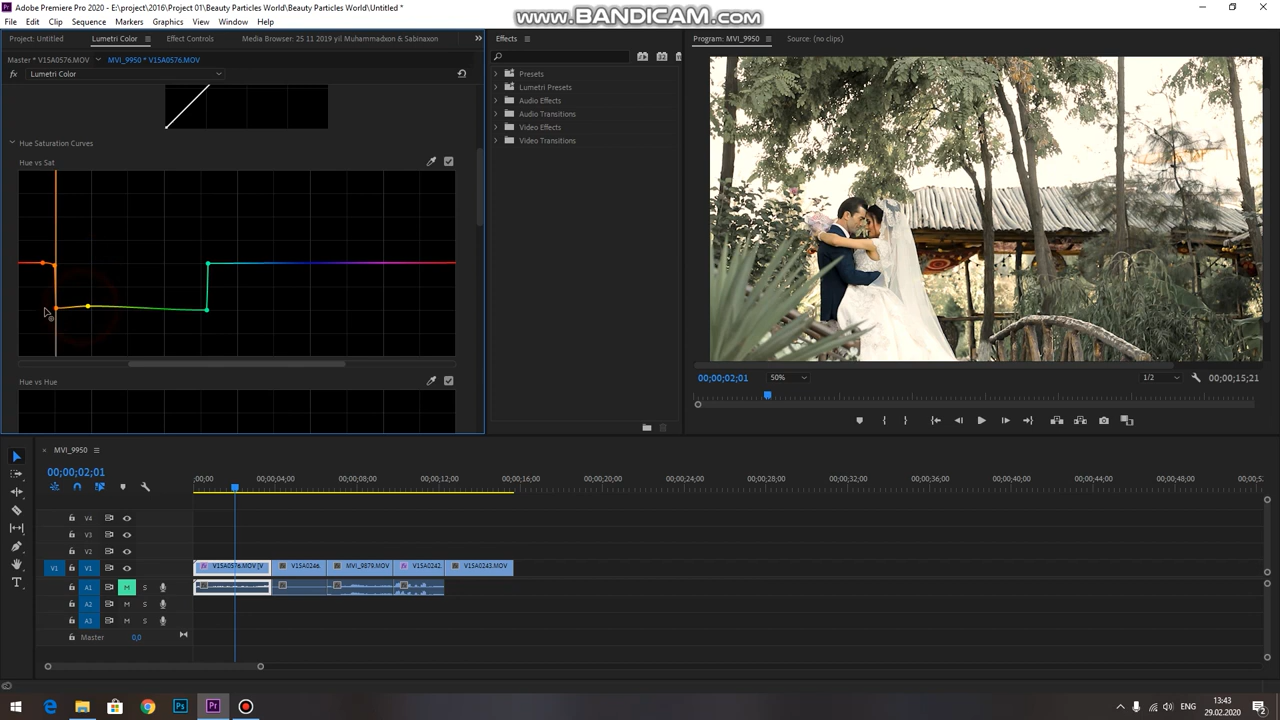 Adobe Premiere Pro 2020 - E:\project\2016\Project 01\Beauty Particles World\Beauty Particles World\Untitled *
www.BANDICAM.com
File Edit Clip Sequence Markers Graphics View Window Help
Project: Untitled Lumetri Color Effect Controls Media Browser: 25 11 2019 yil Muhammadxon & Sabinaxon
Effects
Program: MVI_9950 Source: (no clips)
Master * V15A0576.MOV MVI_9950 * V15A0576.MOV
fx Lumetri Color
Presets
Lumetri Presets
Audio Effects
Audio Transitions
Video Effects
Video Transitions
Hue Saturation Curves
Hue vs Sat
Hue vs Hue
00;00;02;01 50% 1/2 00;00;15;21
MVI_9950
00;00;02;01
;00;00 00;00;04;00 00;00;08;00 00;00;12;00 00;00;16;00 00;00;20;00 00;00;24;00 00;00;28;00 00;00;32;00 00;00;36;00 00;00;40;00 00;00;44;00 00;00;48;00 00;00;5
V4
V3
V2
V1 V1 V15A0576.MOV [V V15A0246. MVI_9879.MOV V15A0242. V15A0243.MOV
A1 M S
A2 M S
A3 M S
Master 0,0
Ps Pr ENG 13:43
29.02.2020 2